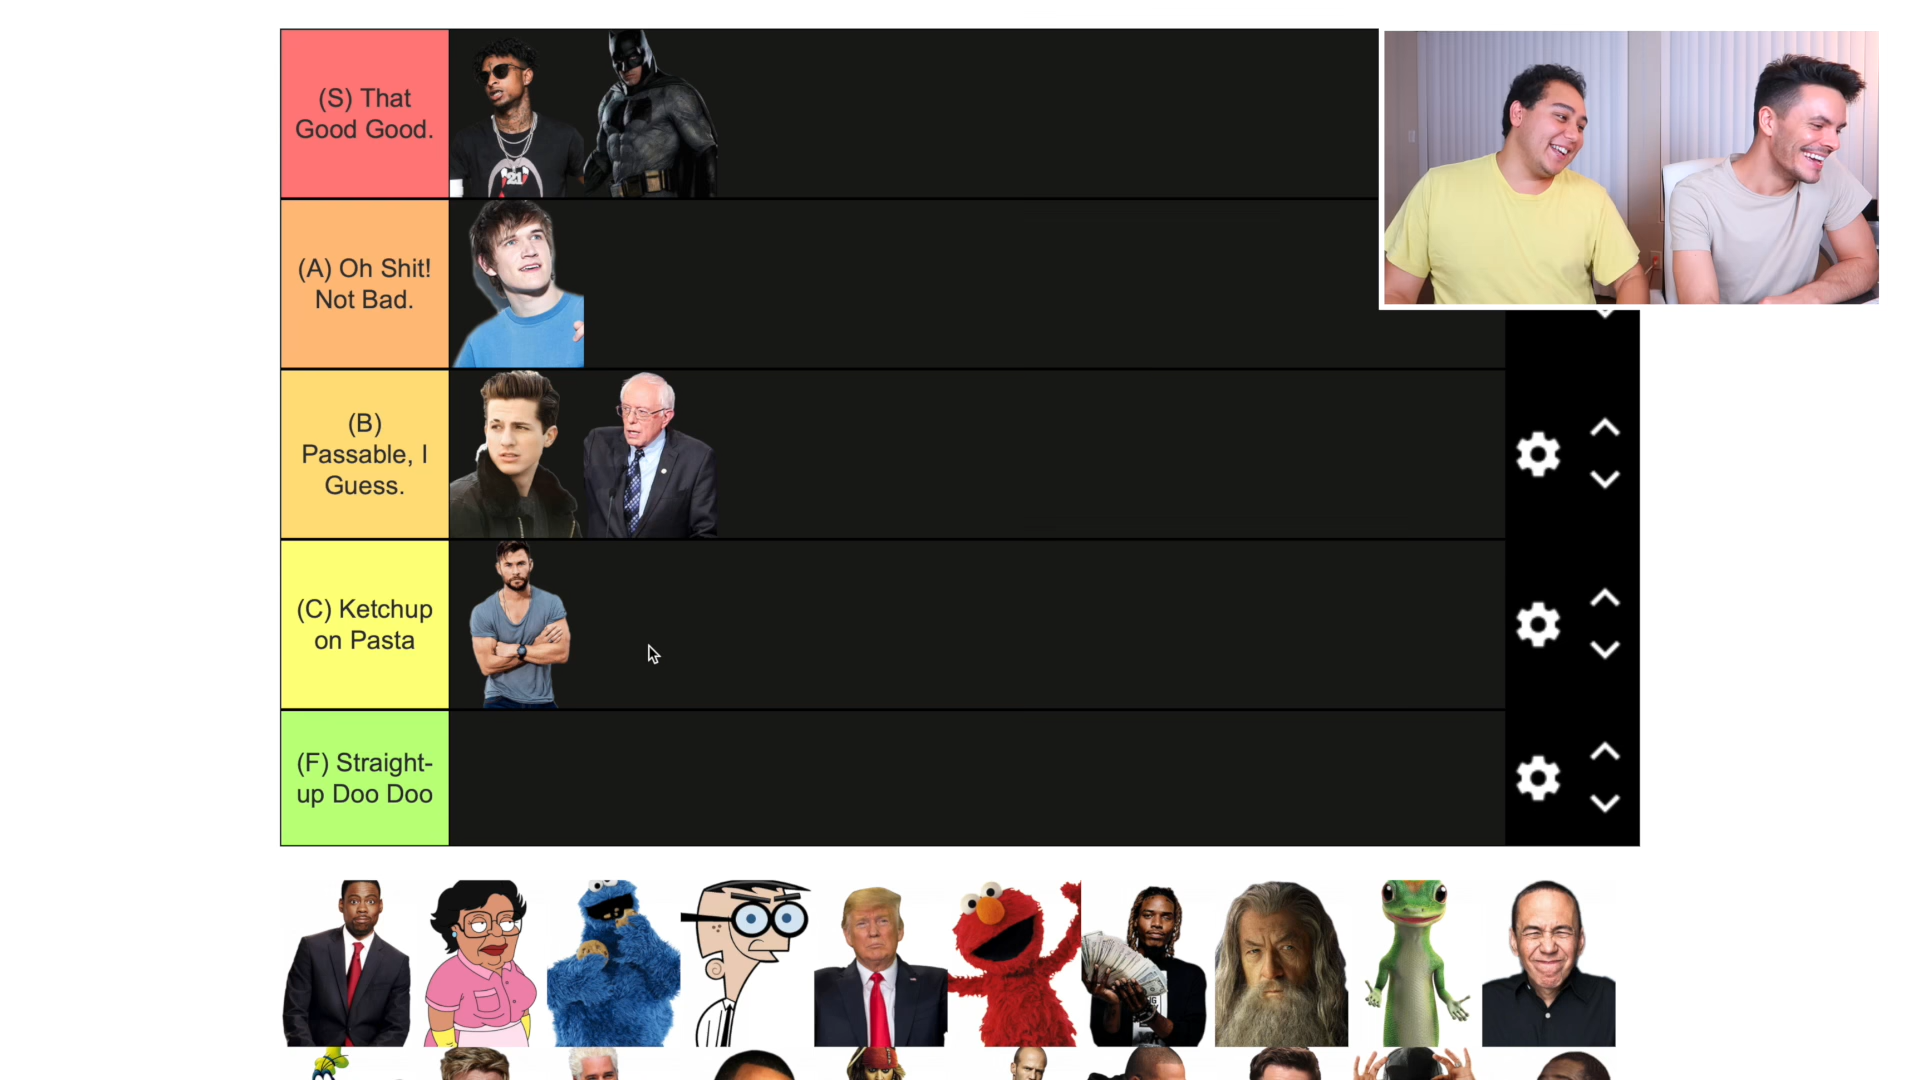 (S) That
Good Good.
(A) Oh Shit!
Not Bad.
(B)
Passable, I
Guess.
(C) Ketchup
on Pasta
(F) Straight-
up Doo Doo